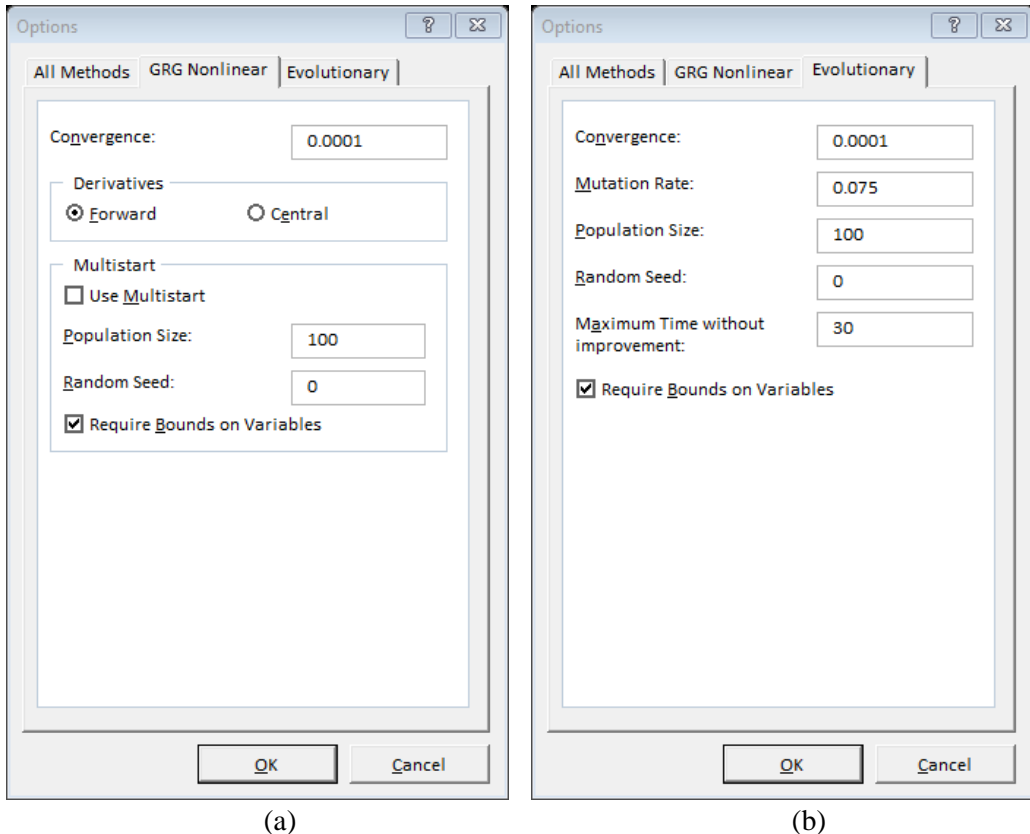 Options
All Methods GRG Nonlinear Evolutionary
Convergence: 0.0001
Derivatives
Forward Central
Multistart
Use Multistart
Population Size: 100
Random Seed: 0
Require Bounds on Variables
OK Cancel
(a)
Options
All Methods GRG Nonlinear Evolutionary
Convergence: 0.0001
Mutation Rate: 0.075
Population Size: 100
Random Seed: 0
Maximum Time without 30
improvement:
Require Bounds on Variables
OK Cancel
(b)